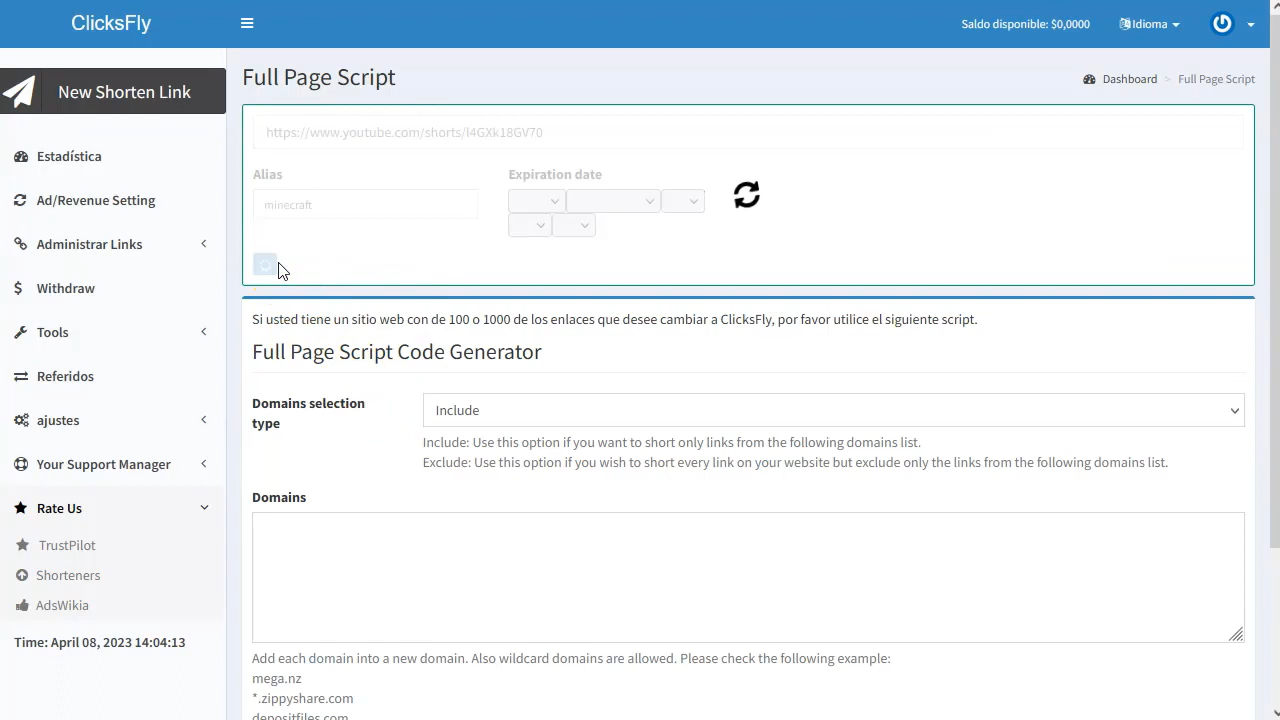 ClicksFly
Saldo disponible: $0,0000
Idioma
New Shorten Link
Full Page Script
Dashboard > Full Page Script
https://www.youtube.com/shorts/l4GXk18GV70
Alias
Expiration date
minecraft
Estadística
Ad/Revenue Setting
Administrar Links
Withdraw
Tools
Referidos
ajustes
Your Support Manager
Rate Us
TrustPilot
Shorteners
AdsWikia
Time: April 08, 2023 14:04:13
Si usted tiene un sitio web con de 100 o 1000 de los enlaces que desee cambiar a ClicksFly, por favor utilice el siguiente script.
Full Page Script Code Generator
Domains selection
type
Include
Include: Use this option if you want to short only links from the following domains list.
Exclude: Use this option if you wish to short every link on your website but exclude only the links from the following domains list.
Domains
Add each domain into a new domain. Also wildcard domains are allowed. Please check the following example:
mega.nz
*.zippyshare.com
depositfiles.com